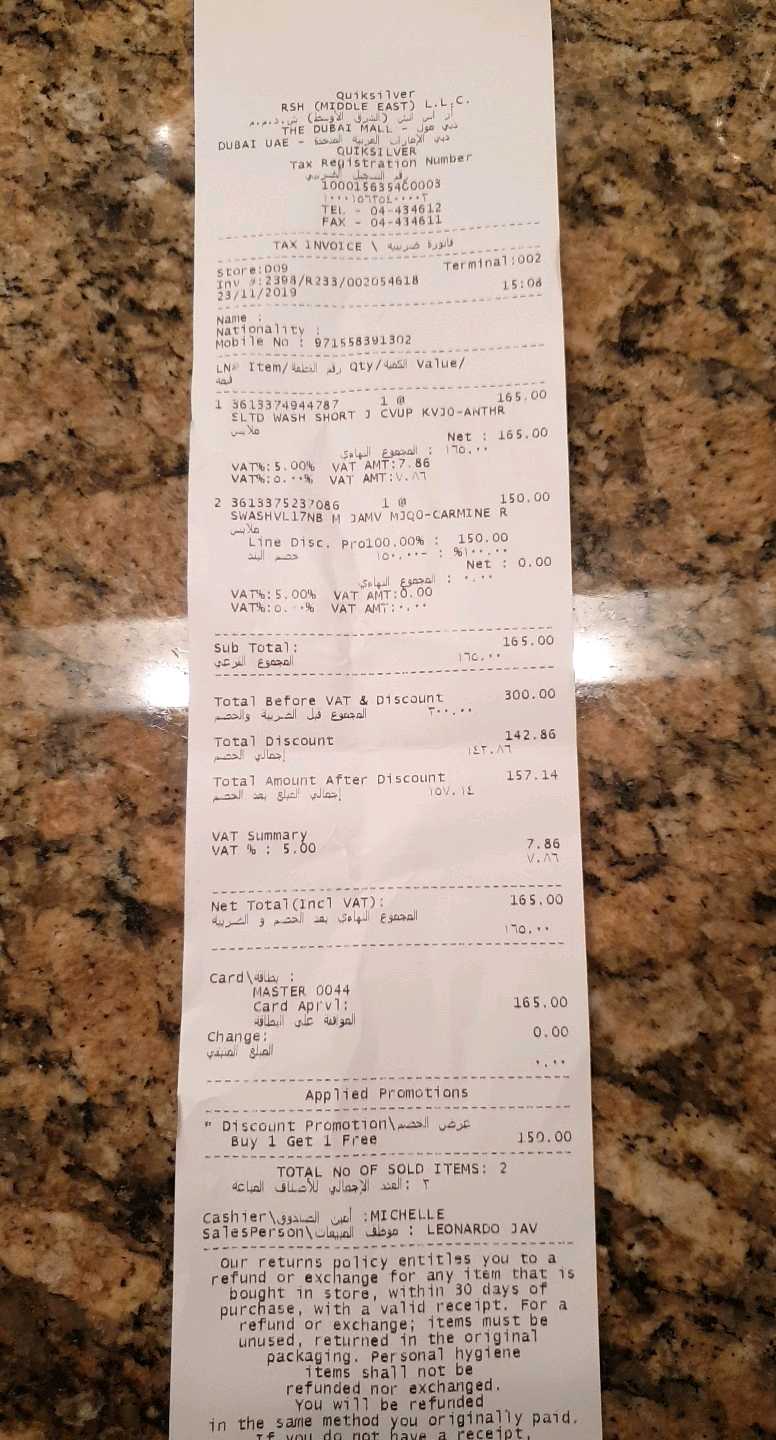 Quiksilver
RSH (MIDDLE EAST) L.L.C.
أر اس اتش (الشرق الأوسط) ش.ذ.م.م
THE DUBAI MALL - دبي مول
DUBAI UAE - دبي الإمارات العربية المتحدة
QUIKSILVER
Tax Registration Number
رقم التسجيل الضريبي
TEL - 04-434612
FAX - 04-434611
TAX INVOICE \ فاتورة ضريبية
Store:D09 Terminal:002
Inv #:2398/R233/002054618
23/11/2019 15:08
Name :
Nationality :
Mobile No : 971558391302
LN# Item/رقم القطعة Qty/الكمية Value/
قيمة
1 3613374944787 1 @ 165.00
ELTD WASH SHORT J CVUP KVJ0-ANTHR
ملابس
Net : 165.00
المجموع النهاءي : ١٦٥.٠٠
VAT%:5.00% VAT AMT:7.86
VAT%:٥.٠٠% VAT AMT:٧.٨٦
2 3613375237086 1 @ 150.00
SWASHVL17NB M JAMV MJQ0-CARMINE R
ملابس
Line Disc. Pro100.00% : 150.00
خصم البند ١٠٠.٠٠% : -١٥٠.٠٠
Net : 0.00
المجموع النهاءي : ٠.٠٠
VAT%:5.00% VAT AMT:0.00
VAT%:٥.٠٠% VAT AMT:٠.٠٠
Sub Total: 165.00
المجموع الفرعي ١٦٥.٠٠
Total Before VAT & Discount 300.00
المجموع قبل الضريبة والخصم ٣٠٠.٠٠
Total Discount 142.86
إجمالي الخصم ١٤٢.٨٦
Total Amount After Discount 157.14
إجمالي المبلغ بعد الخصم ١٥٧.١٤
VAT Summary
VAT % : 5.00 7.86
٧.٨٦
Net Total(Incl VAT): 165.00
المجموع النهاءي بعد الخصم و الضريبة
١٦٥.٠٠
Card\بطاقة :
MASTER 0044
Card Aprvl: 165.00
الموافقة على البطاقة
Change: 0.00
المبلغ المتبقي
٠.٠٠
Applied Promotions
" Discount Promotion\عرض الخصم
Buy 1 Get 1 Free 150.00
TOTAL No OF SOLD ITEMS: 2
العدد الإجمالي للأصناف المباعة: ٢
Cashier\أمين الصندوق :MICHELLE
SalesPerson\موظف المبيعات : LEONARDO JAV
Our returns policy entitles you to a
refund or exchange for any item that is
bought in store, within 30 days of
purchase, with a valid receipt. For a
refund or exchange; items must be
unused, returned in the original
packaging. Personal hygiene
items shall not be
refunded nor exchanged.
You will be refunded
in the same method you originally paid.
If you do not have a receipt,